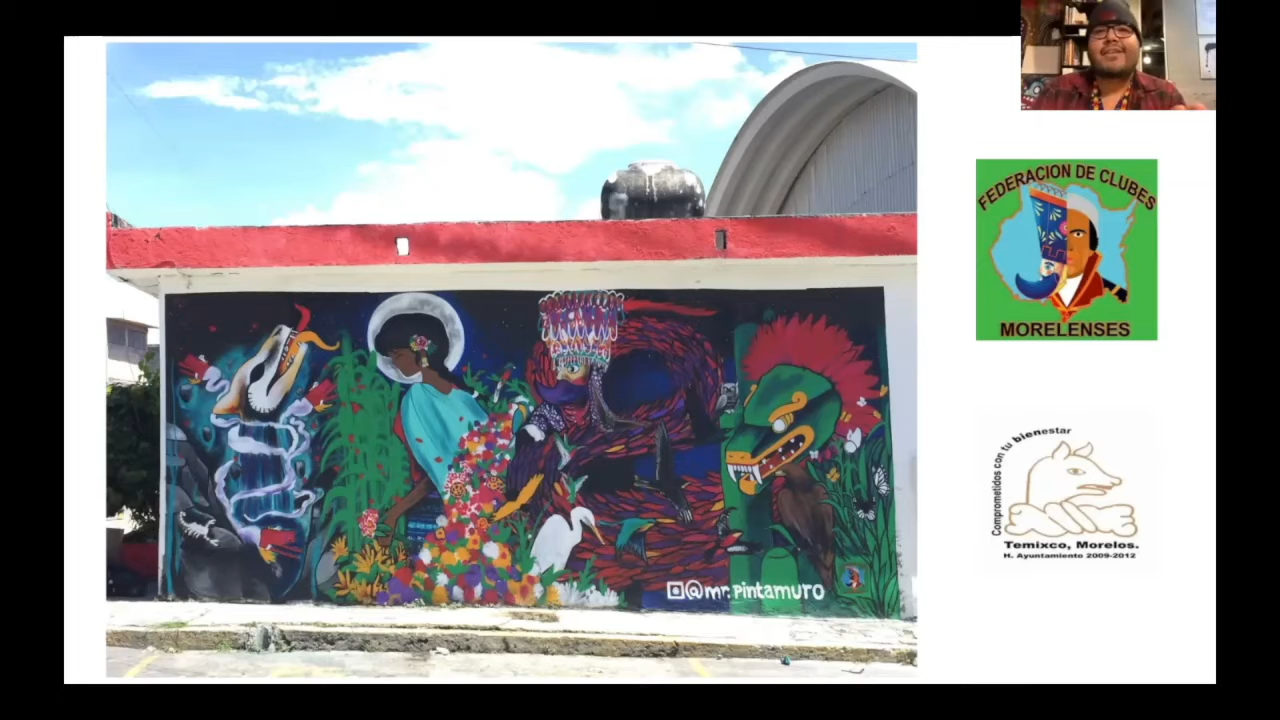 @mr.pintamuro
FEDERACION DE CLUBES
MORELENSES
Comprometidos con tu bienestar
Temixco, Morelos.
H. Ayuntamiento 2009-2012